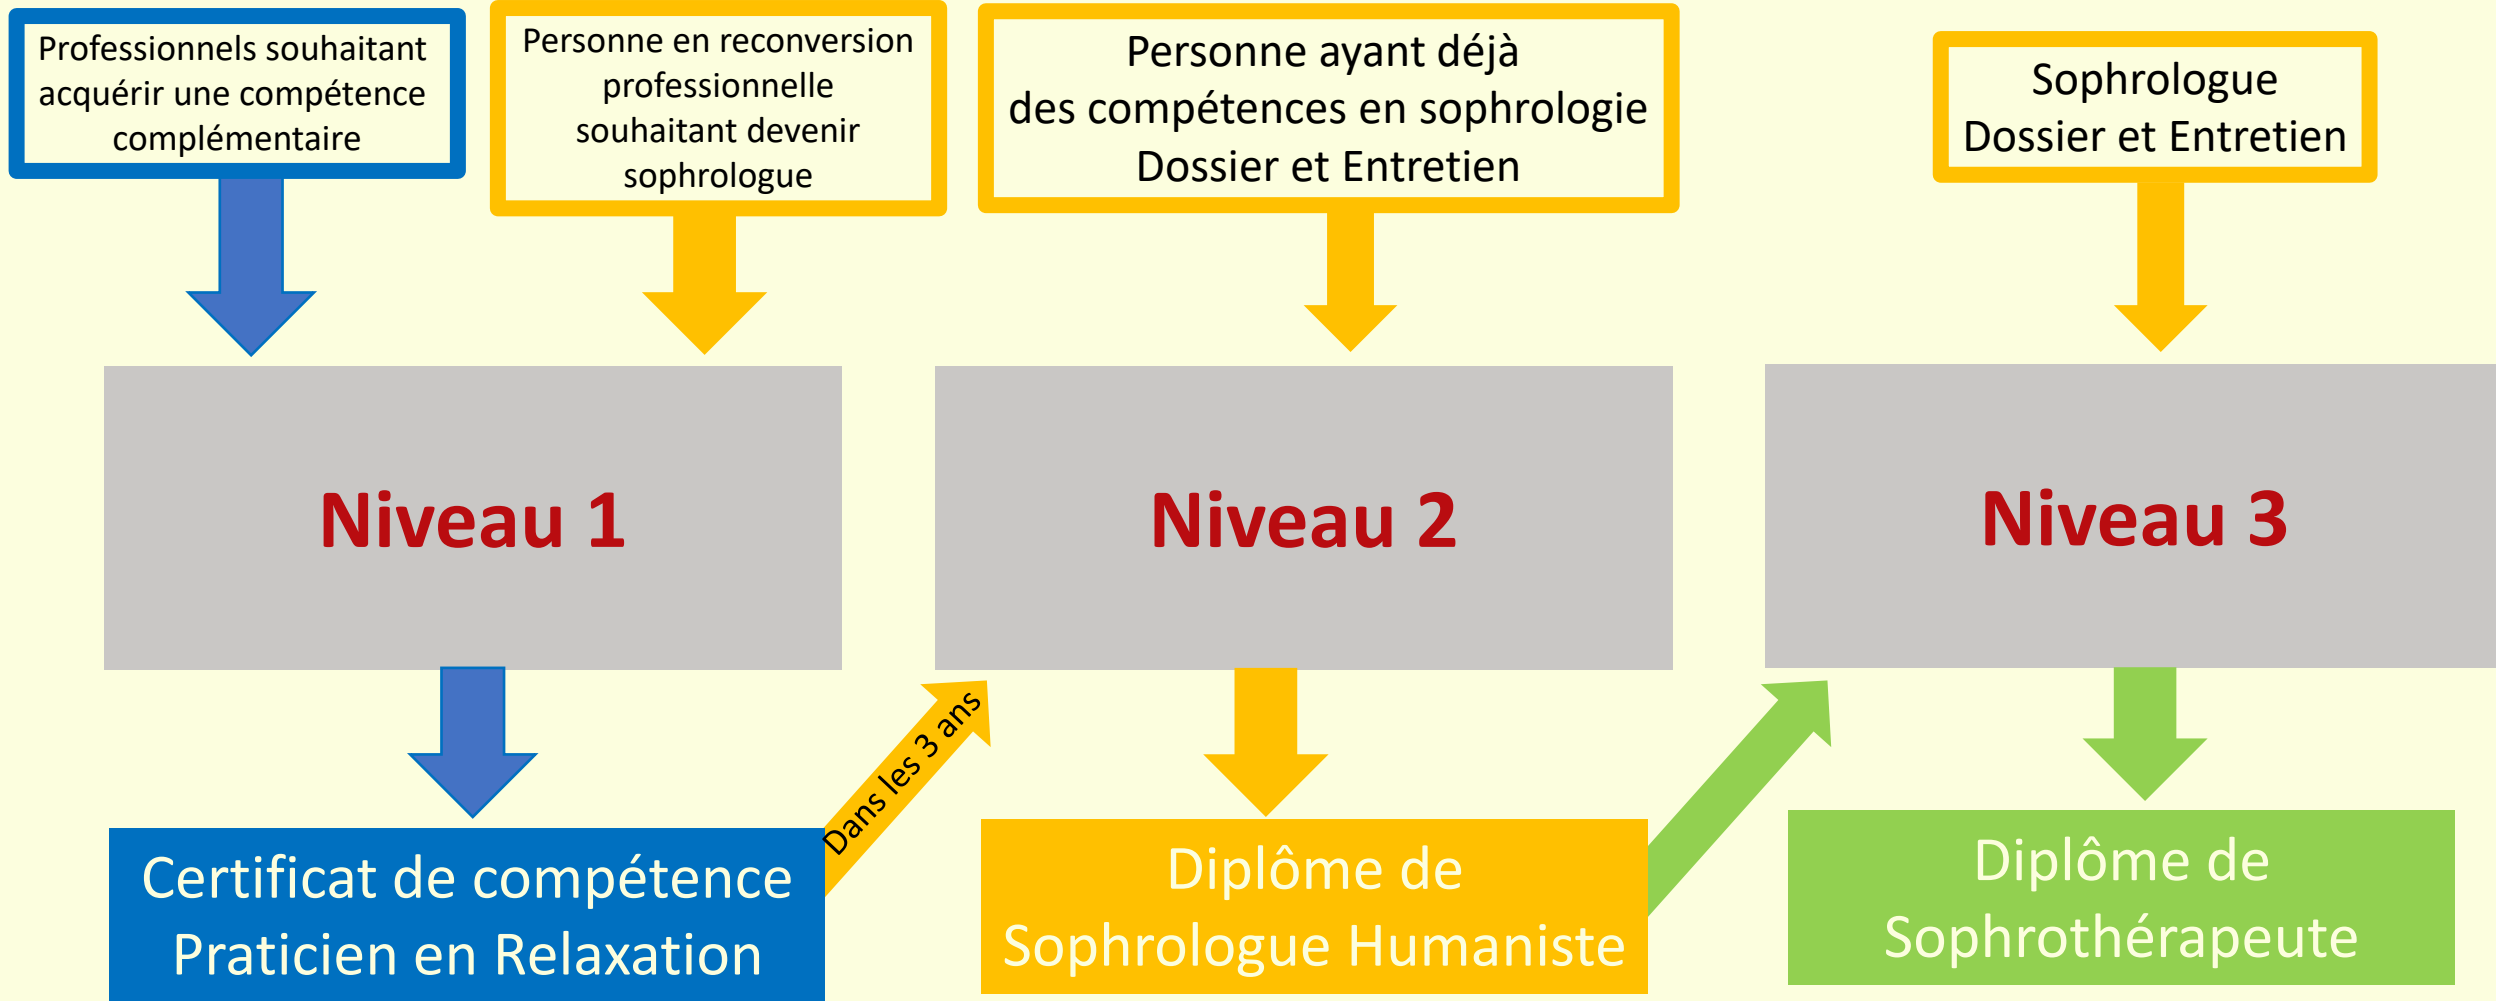 Professionnels souhaitant
acquérir une compétence
complémentaire
Personne en reconversion
professionnelle
souhaitant devenir
sophrologue
Personne ayant déjà
des compétences en sophrologie
Dossier et Entretien
Sophrologue
Dossier et Entretien
Niveau 1
Niveau 2
Niveau 3
Dans les 3 ans
Certificat de compétence
Praticien en Relaxation
Diplôme de
Sophrologue Humaniste
Diplôme de
Sophrothérapeute